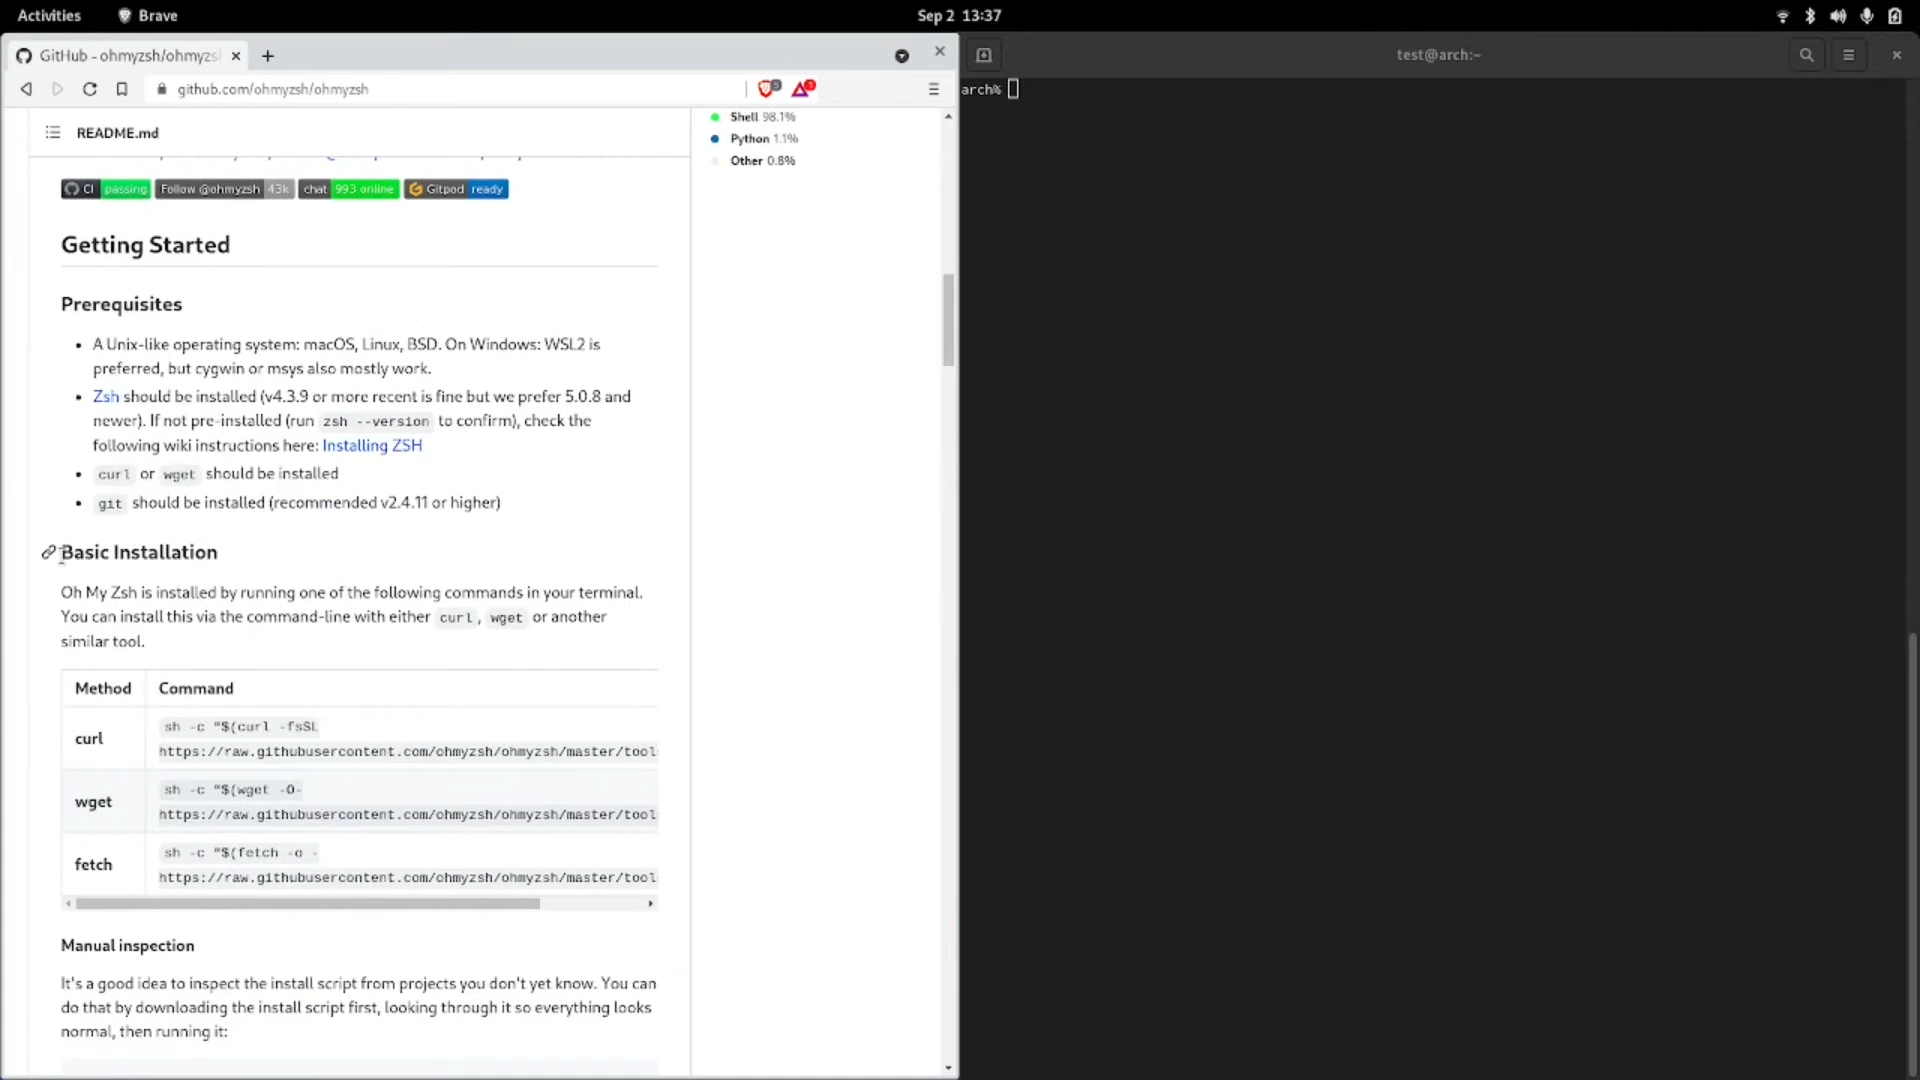 Activities
Brave
Sep 2 13:37
GitHub - ohmyzsh/ohmyzs
github.com/ohmyzsh/ohmyzsh
test@arch:~
arch%
README.md
Shell 98.1%
Python 1.1%
Other 0.8%
CI passing Follow @ohmyzsh 43k chat 993 online Gitpod ready
Getting Started
Prerequisites
A Unix-like operating system: macOS, Linux, BSD. On Windows: WSL2 is
preferred, but cygwin or msys also mostly work.
Zsh should be installed (v4.3.9 or more recent is fine but we prefer 5.0.8 and
newer). If not pre-installed (run zsh --version to confirm), check the
following wiki instructions here: Installing ZSH
curl or wget should be installed
git should be installed (recommended v2.4.11 or higher)
Basic Installation
Oh My Zsh is installed by running one of the following commands in your terminal.
You can install this via the command-line with either curl, wget or another
similar tool.
Method Command
curl
sh -c "$(curl -fsSL
https://raw.githubusercontent.com/ohmyzsh/ohmyzsh/master/tool
wget
sh -c "$(wget -O-
https://raw.githubusercontent.com/ohmyzsh/ohmyzsh/master/tool
fetch
sh -c "$(fetch -o -
https://raw.githubusercontent.com/ohmyzsh/ohmyzsh/master/tool
Manual inspection
It's a good idea to inspect the install script from projects you don't yet know. You can
do that by downloading the install script first, looking through it so everything looks
normal, then running it: